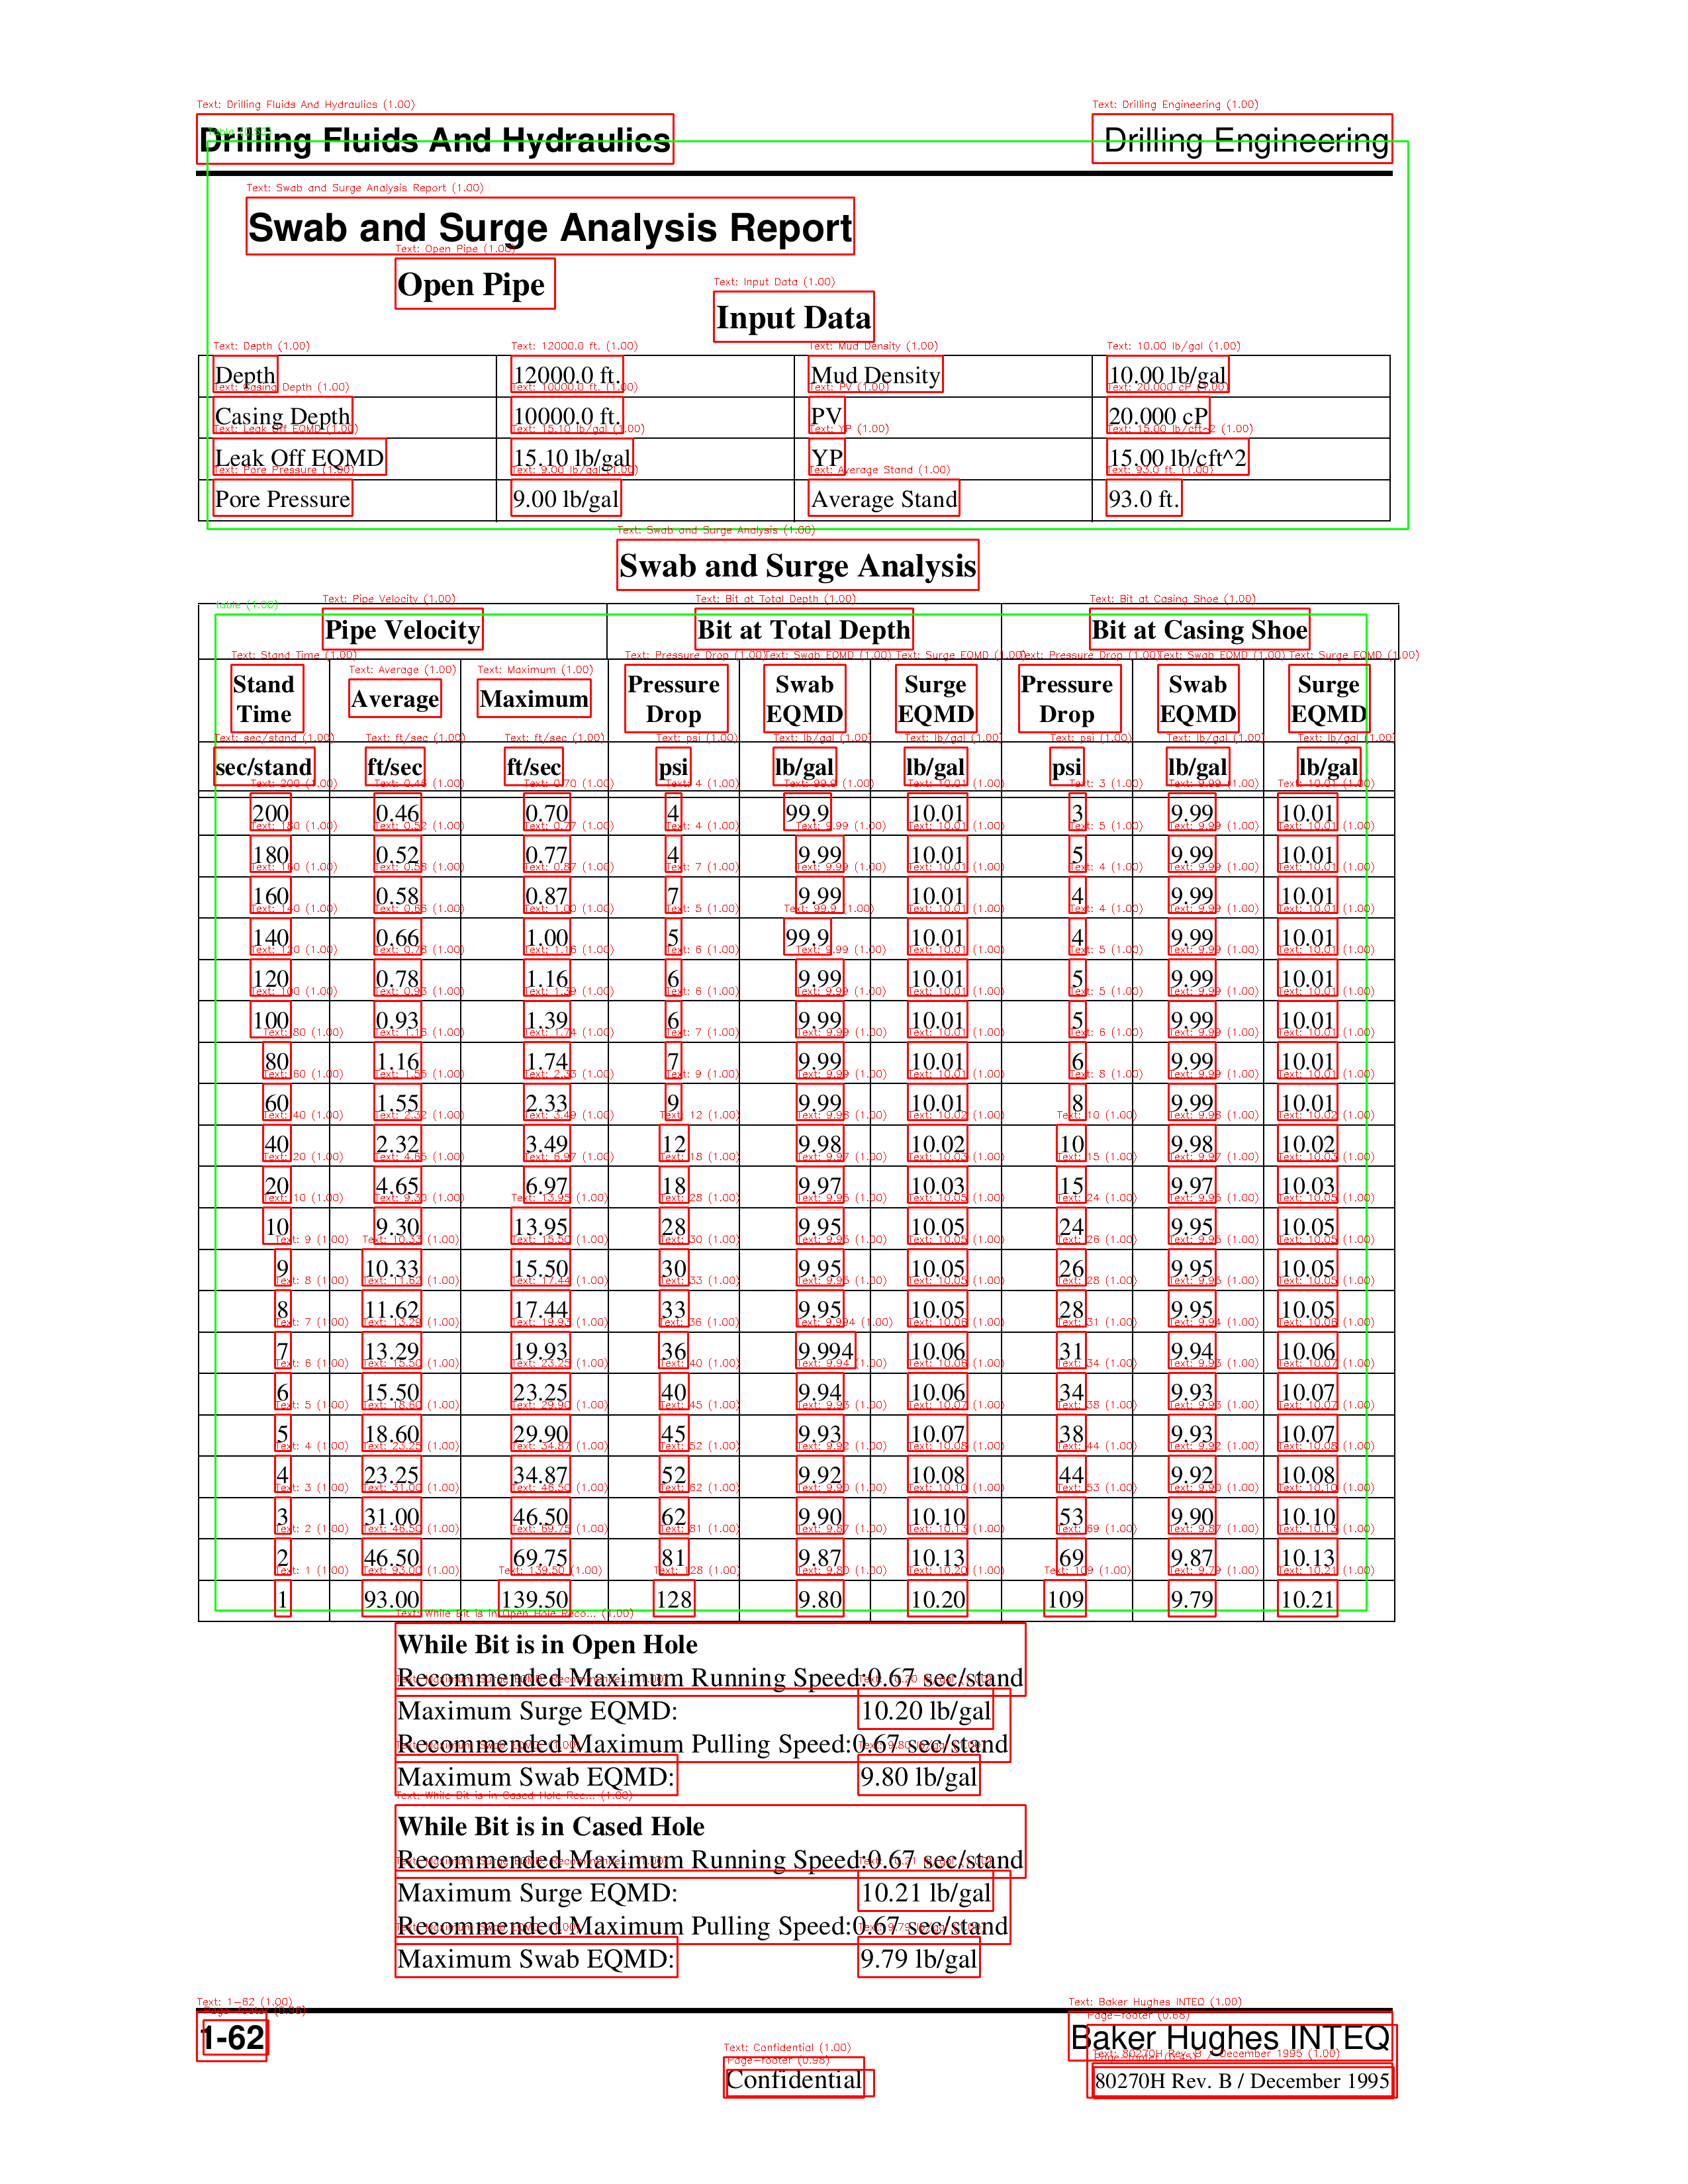 Drilling Fluids And Hydraulics Drilling Engineering
Swab and Surge Analysis Report
Open Pipe
Input Data
Depth 12000.0 ft. Mud Density 10.00 lb/gal
Casing Depth 10000.0 ft. PV 20.000 cP
Leak Off EQMD 15.10 lb/gal YP 15.00 lb/cft^2
Pore Pressure 9.00 lb/gal Average Stand 93.0 ft.
Swab and Surge Analysis
Pipe Velocity Bit at Total Depth Bit at Casing Shoe
Stand Time Average Maximum Pressure Drop Swab EQMD Surge EQMD Pressure Drop Swab EQMD Surge EQMD
sec/stand ft/sec ft/sec psi lb/gal lb/gal psi lb/gal lb/gal
200 0.46 0.70 4 99.9 10.01 3 9.99 10.01
180 0.52 0.77 4 9.99 10.01 5 9.99 10.01
160 0.58 0.87 7 9.99 10.01 4 9.99 10.01
140 0.66 1.00 5 99.9 10.01 4 9.99 10.01
120 0.78 1.16 6 9.99 10.01 5 9.99 10.01
100 0.93 1.39 6 9.99 10.01 5 9.99 10.01
80 1.16 1.74 7 9.99 10.01 6 9.99 10.01
60 1.55 2.33 9 9.99 10.01 8 9.99 10.01
40 2.32 3.49 12 9.98 10.02 10 9.98 10.02
20 4.65 6.97 18 9.97 10.03 15 9.97 10.03
10 9.30 13.95 28 9.95 10.05 24 9.95 10.05
9 10.33 15.50 30 9.95 10.05 26 9.95 10.05
8 11.62 17.44 33 9.95 10.05 28 9.95 10.05
7 13.29 19.93 36 9.994 10.06 31 9.94 10.06
6 15.50 23.25 40 9.94 10.06 34 9.93 10.07
5 18.60 29.90 45 9.93 10.07 38 9.93 10.07
4 23.25 34.87 52 9.92 10.08 44 9.92 10.08
3 31.00 46.50 62 9.90 10.10 53 9.90 10.10
2 46.50 69.75 81 9.87 10.13 69 9.87 10.13
1 93.00 139.50 128 9.80 10.20 109 9.79 10.21
While Bit is in Open Hole
Recommended Maximum Running Speed:0.67 sec/stand
Maximum Surge EQMD: 10.20 lb/gal
Recommended Maximum Pulling Speed:0.67 sec/stand
Maximum Swab EQMD: 9.80 lb/gal
While Bit is in Cased Hole
Recommended Maximum Running Speed:0.67 sec/stand
Maximum Surge EQMD: 10.21 lb/gal
Recommended Maximum Pulling Speed:0.67 sec/stand
Maximum Swab EQMD: 9.79 lb/gal
1-62 Baker Hughes INTEQ
Confidential 80270H Rev. B / December 1995